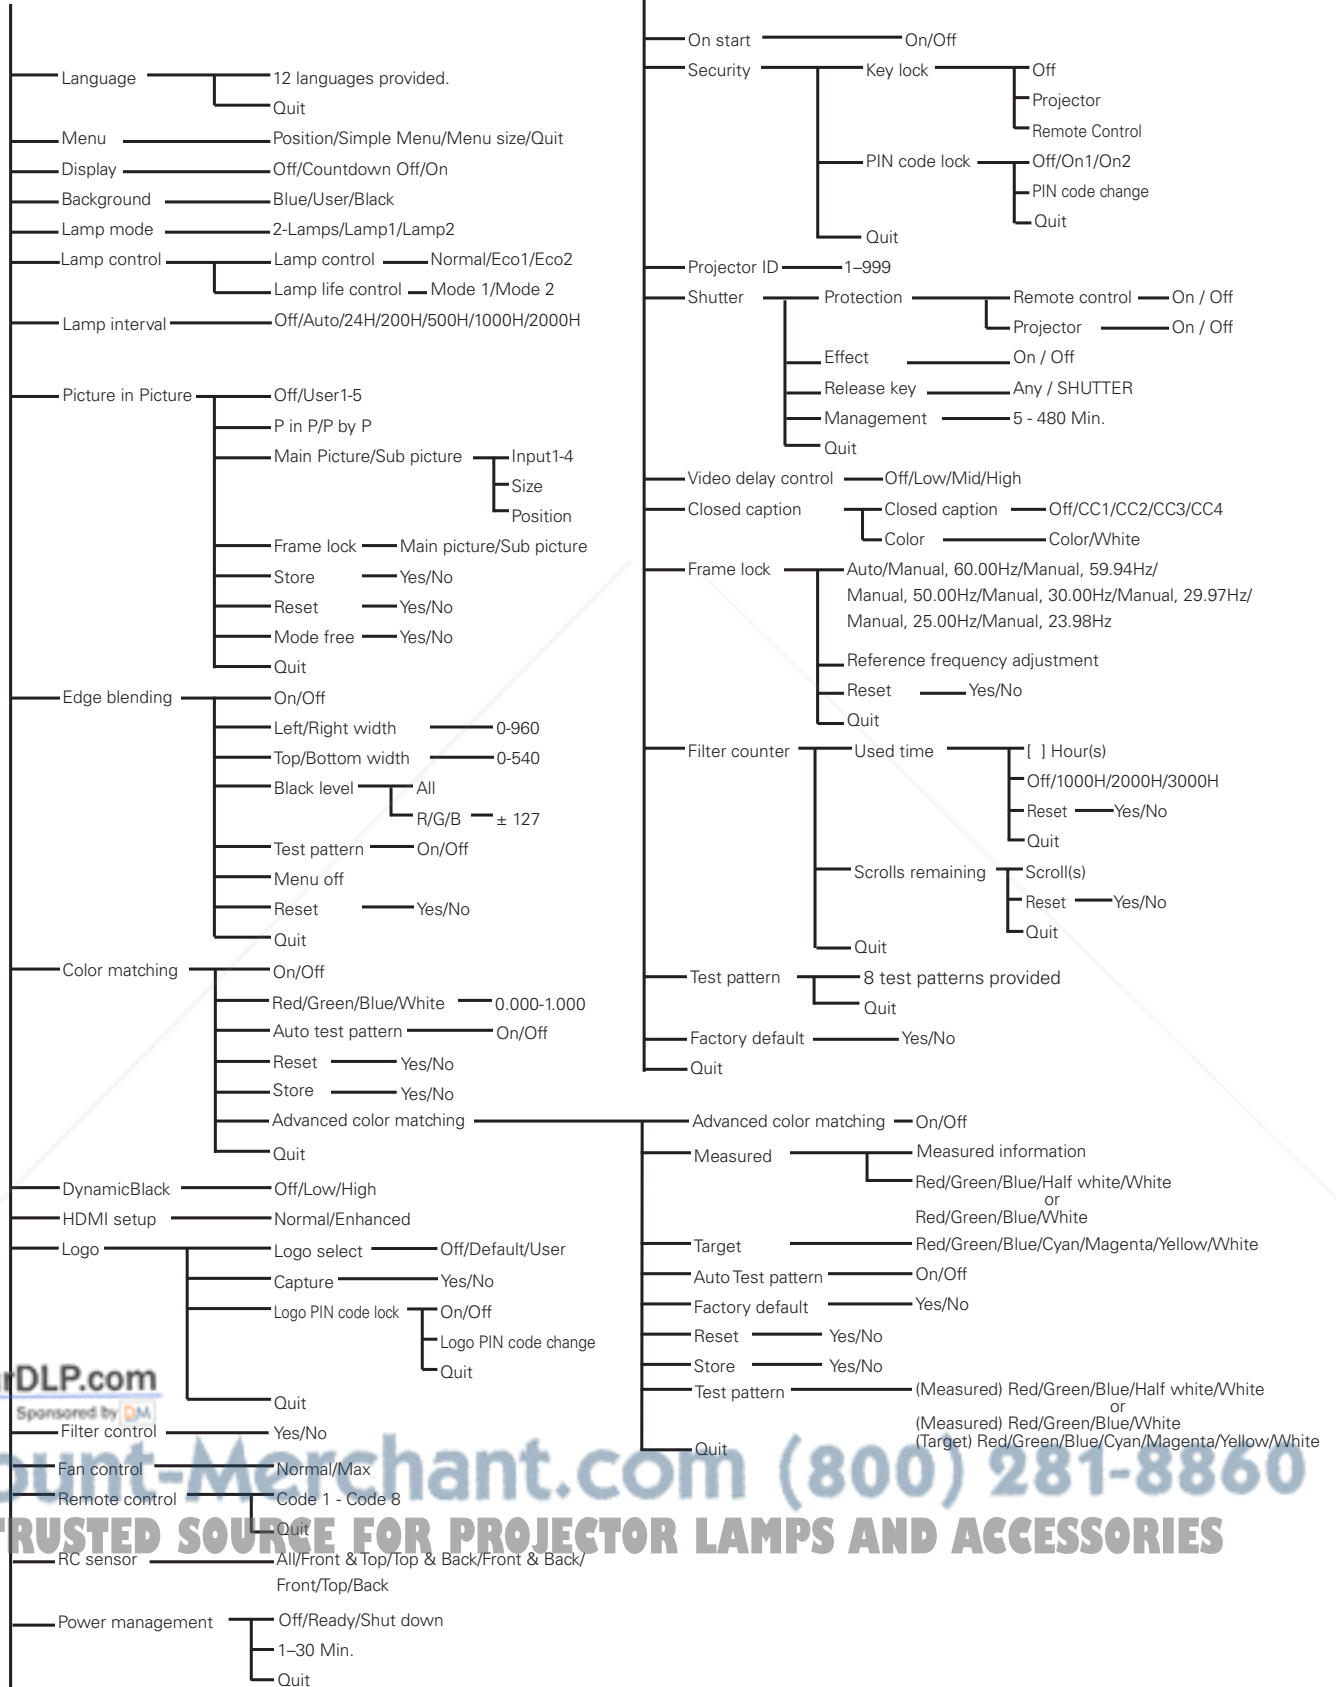 Language 12 languages provided.
Quit
Menu Position/Simple Menu/Menu size/Quit
Display Off/Countdown Off/On
Background Blue/User/Black
Lamp mode 2-Lamps/Lamp1/Lamp2
Lamp control Lamp control Normal/Eco1/Eco2
Lamp life control Mode 1/Mode 2
Lamp interval Off/Auto/24H/200H/500H/1000H/2000H
Picture in Picture Off/User1-5
P in P/P by P
Main Picture/Sub picture Input1-4
Size
Position
Frame lock Main picture/Sub picture
Store Yes/No
Reset Yes/No
Mode free Yes/No
Quit
Edge blending On/Off
Left/Right width 0-960
Top/Bottom width 0-540
Black level All
R/G/B ± 127
Test pattern On/Off
Menu off
Reset Yes/No
Quit
Color matching On/Off
Red/Green/Blue/White 0.000-1.000
Auto test pattern On/Off
Reset Yes/No
Store Yes/No
Advanced color matching
Quit
DynamicBlack Off/Low/High
HDMI setup Normal/Enhanced
Logo Logo select Off/Default/User
Capture Yes/No
Logo PIN code lock On/Off
Logo PIN code change
Quit
Quit
Filter control Yes/No
Fan control Normal/Max
Remote control Code 1 - Code 8
Quit
RC sensor All/Front & Top/Top & Back/Front & Back/
Front/Top/Back
Power management Off/Ready/Shut down
1–30 Min.
Quit
On start On/Off
Security Key lock Off
Projector
Remote Control
PIN code lock Off/On1/On2
PIN code change
Quit
Quit
Projector ID 1–999
Shutter Protection Remote control On / Off
Projector On / Off
Effect On / Off
Release key Any / SHUTTER
Management 5 - 480 Min.
Quit
Video delay control Off/Low/Mid/High
Closed caption Closed caption Off/CC1/CC2/CC3/CC4
Color Color/White
Frame lock Auto/Manual, 60.00Hz/Manual, 59.94Hz/
Manual, 50.00Hz/Manual, 30.00Hz/Manual, 29.97Hz/
Manual, 25.00Hz/Manual, 23.98Hz
Reference frequency adjustment
Reset Yes/No
Quit
Filter counter Used time [ ] Hour(s)
Off/1000H/2000H/3000H
Reset Yes/No
Quit
Scrolls remaining Scroll(s)
Reset Yes/No
Quit
Quit
Test pattern 8 test patterns provided
Quit
Factory default Yes/No
Quit
Advanced color matching On/Off
Measured Measured information
Red/Green/Blue/Half white/White
or
Red/Green/Blue/White
Target Red/Green/Blue/Cyan/Magenta/Yellow/White
Auto Test pattern On/Off
Factory default Yes/No
Reset Yes/No
Store Yes/No
Test pattern (Measured) Red/Green/Blue/Half white/White
or
(Measured) Red/Green/Blue/White
(Target) Red/Green/Blue/Cyan/Magenta/Yellow/White
Quit
rDLP.com
Sponsored by DM
ount-Merchant.com (800) 281-8860
TRUSTED SOURCE FOR PROJECTOR LAMPS AND ACCESSORIES